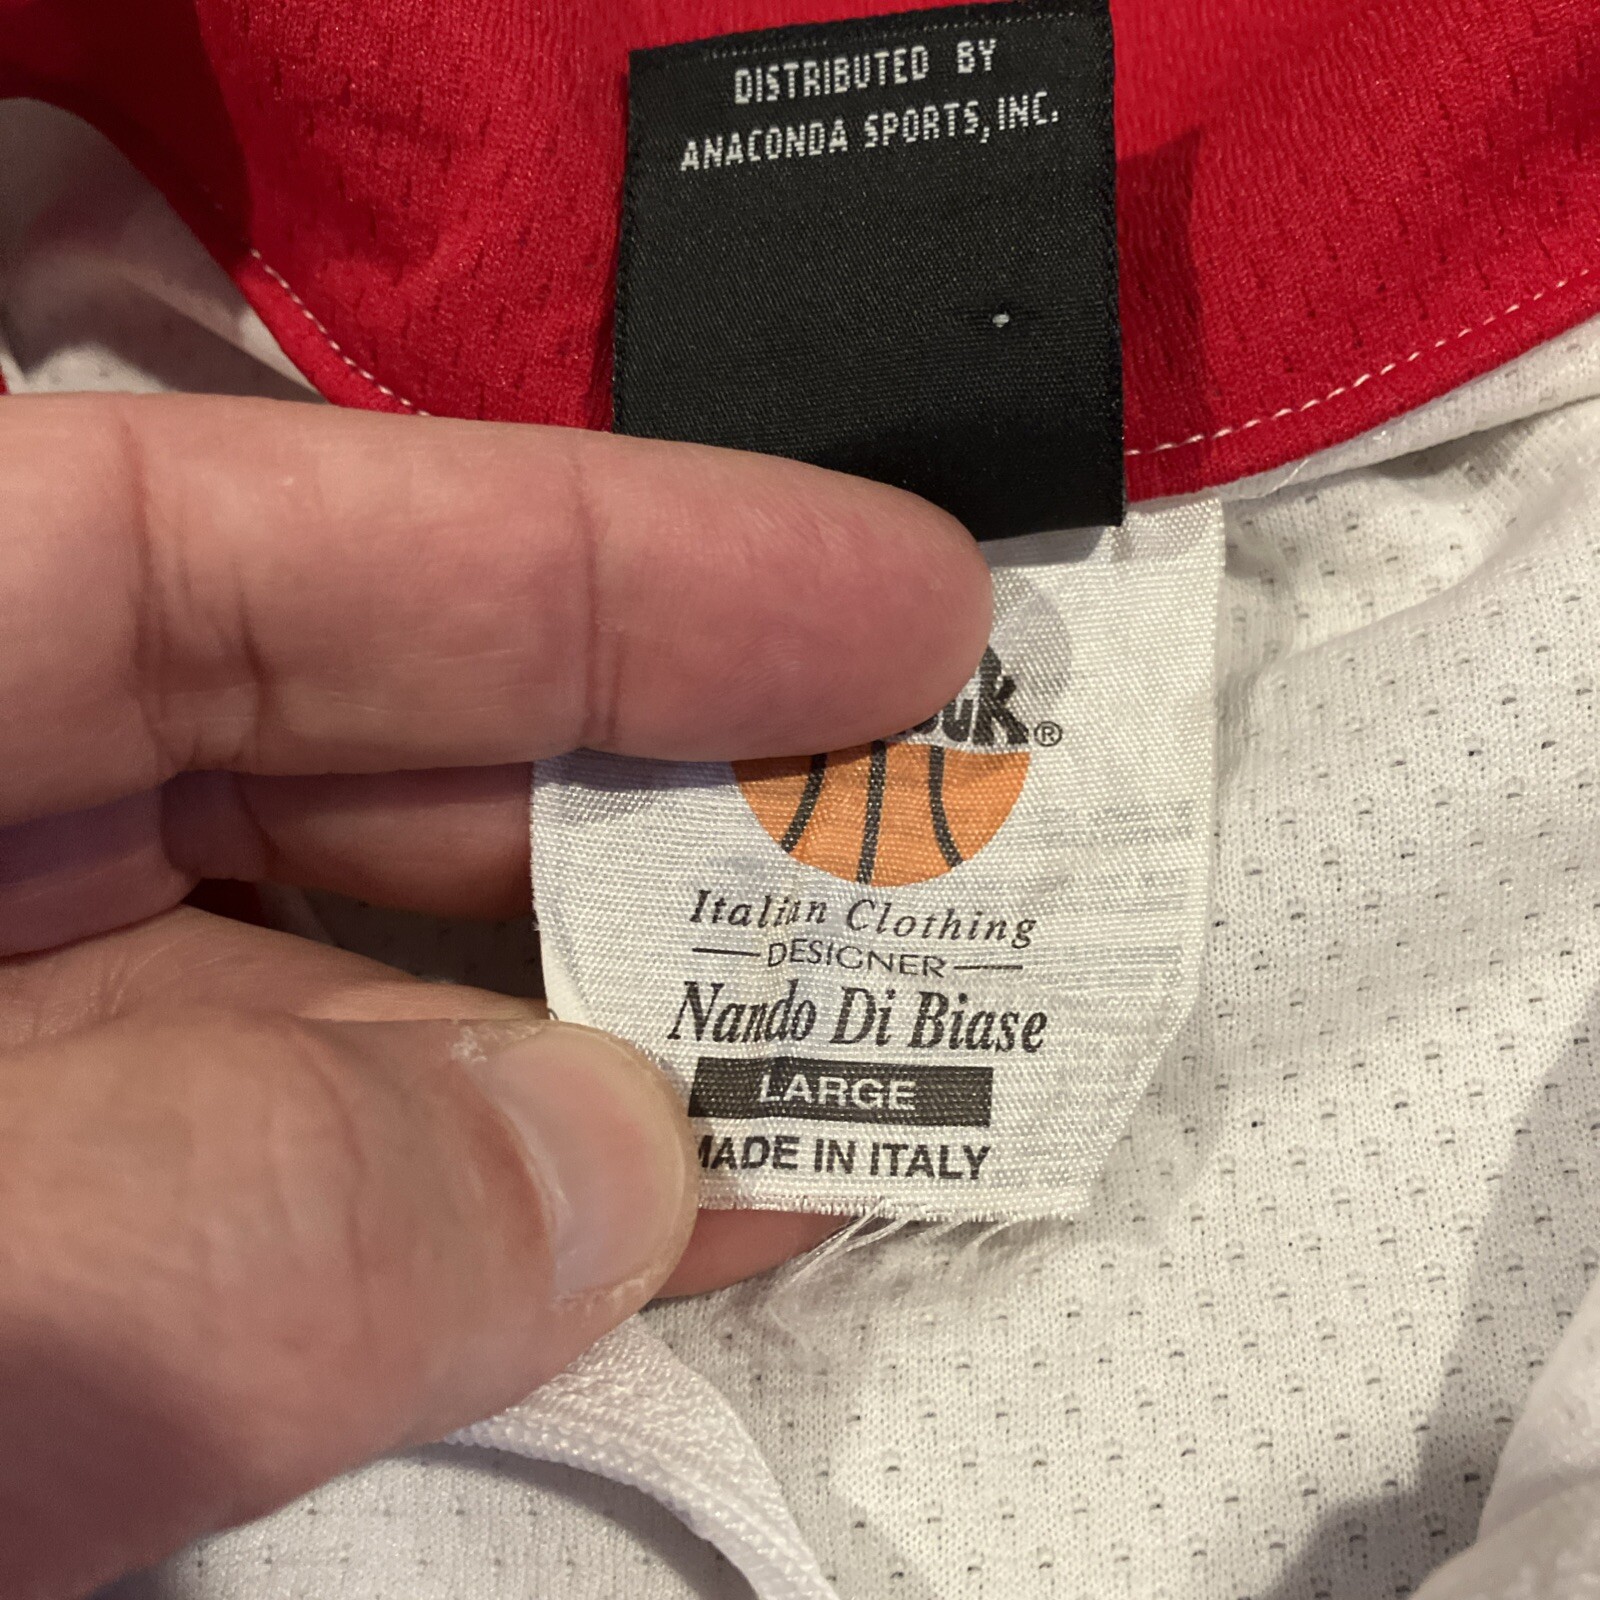 DISTRIBUTED BY
ANACONDA SPORTS, INC.
®
Italian Clothing
DESIGNER
Nando Di Biase
LARGE
MADE IN ITALY